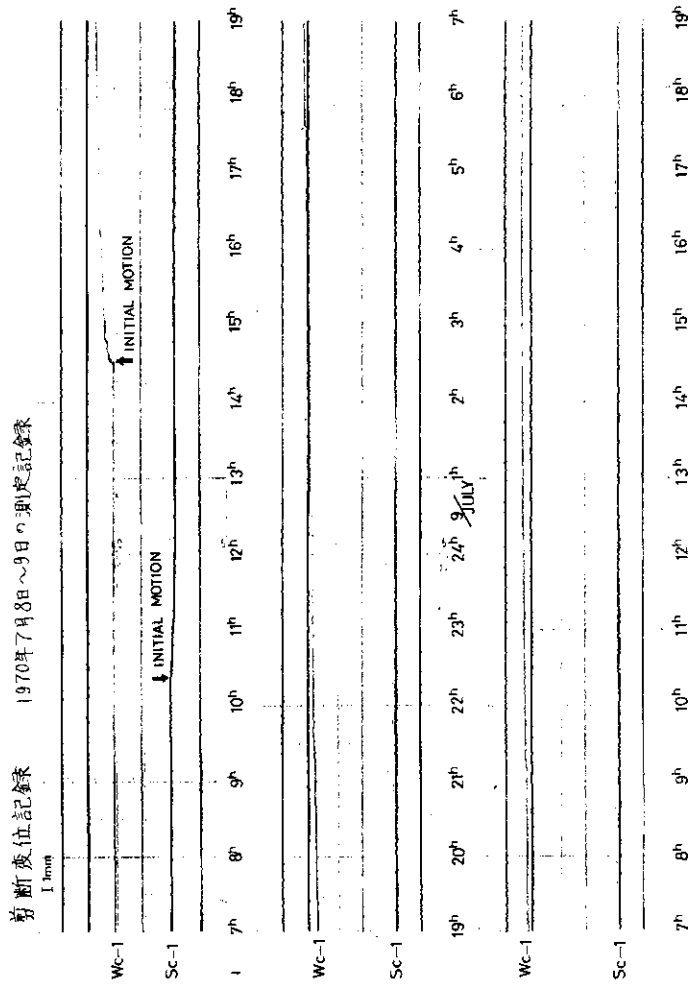 剪断変位記録 1970年7月8日～9日の測定記録
1mm
Wc-1
INITIAL MOTION
INITIAL MOTION
Sc-1
7h 8h 9h 10h 11h 12h 13h 14h 15h 16h 17h 18h 19h
Wc-1
Sc-1
19h 20h 21h 22h 23h 24h 9/JULY 1h 2h 3h 4h 5h 6h 7h
Wc-1
Sc-1
7h 8h 9h 10h 11h 12h 13h 14h 15h 16h 17h 18h 19h